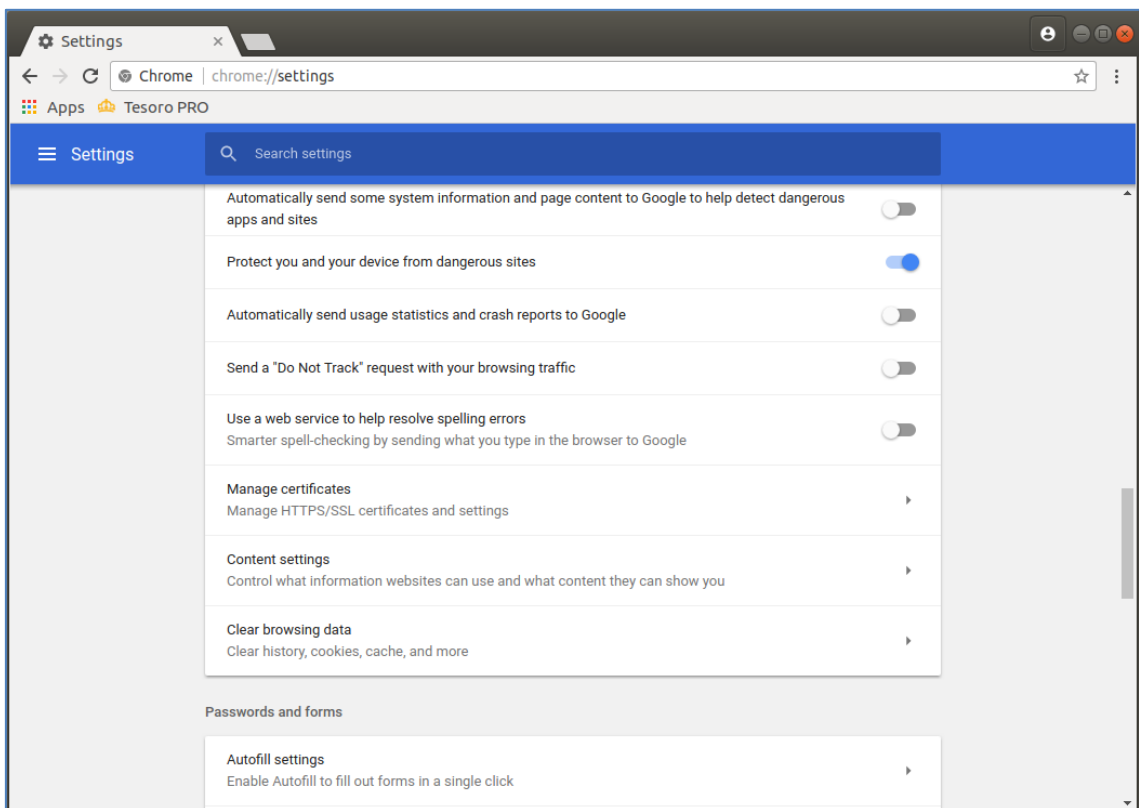 Settings
Chrome | chrome://settings
Apps Tesoro PRO
Settings
Search settings
Automatically send some system information and page content to Google to help detect dangerous
apps and sites
Protect you and your device from dangerous sites
Automatically send usage statistics and crash reports to Google
Send a "Do Not Track" request with your browsing traffic
Use a web service to help resolve spelling errors
Smarter spell-checking by sending what you type in the browser to Google
Manage certificates
Manage HTTPS/SSL certificates and settings
Content settings
Control what information websites can use and what content they can show you
Clear browsing data
Clear history, cookies, cache, and more
Passwords and forms
Autofill settings
Enable Autofill to fill out forms in a single click